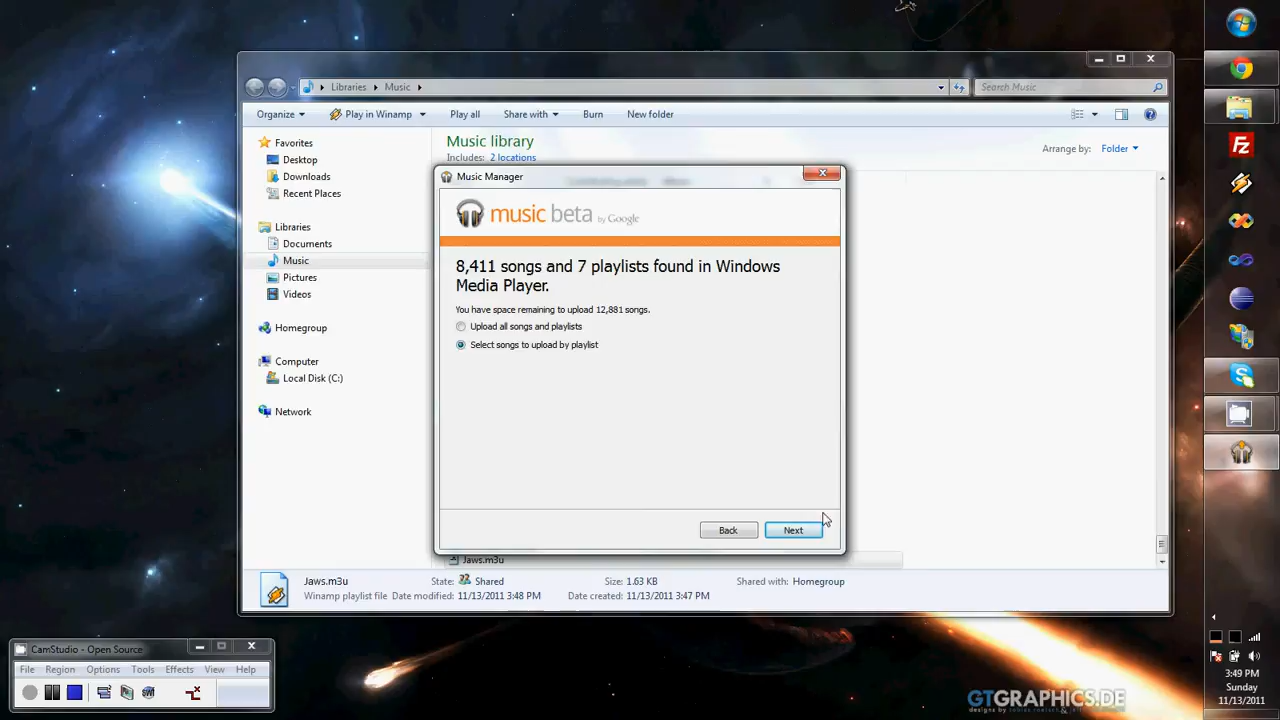 Libraries
Music
Search Music
Organize
Play in Winamp
Play all
Share with
Burn
New folder
Favorites
Desktop
Downloads
Recent Places
Libraries
Documents
Music
Pictures
Videos
Homegroup
Computer
Local Disk (C:)
Network
Music library
Includes: 2 locations
Arrange by: Folder
Music Manager
music beta by Google
8,411 songs and 7 playlists found in Windows
Media Player.
You have space remaining to upload 12,881 songs.
Upload all songs and playlists
Select songs to upload by playlist
Back
Next
Jaws.m3u
Jaws.m3u
State: Shared
Size: 1.63 KB
Shared with: Homegroup
Winamp playlist file
Date modified: 11/13/2011 3:48 PM
Date created: 11/13/2011 3:47 PM
CamStudio - Open Source
File Region Options Tools Effects View Help
GTGRAPHICS.DE
Fz
3:49 PM
Sunday
11/13/2011